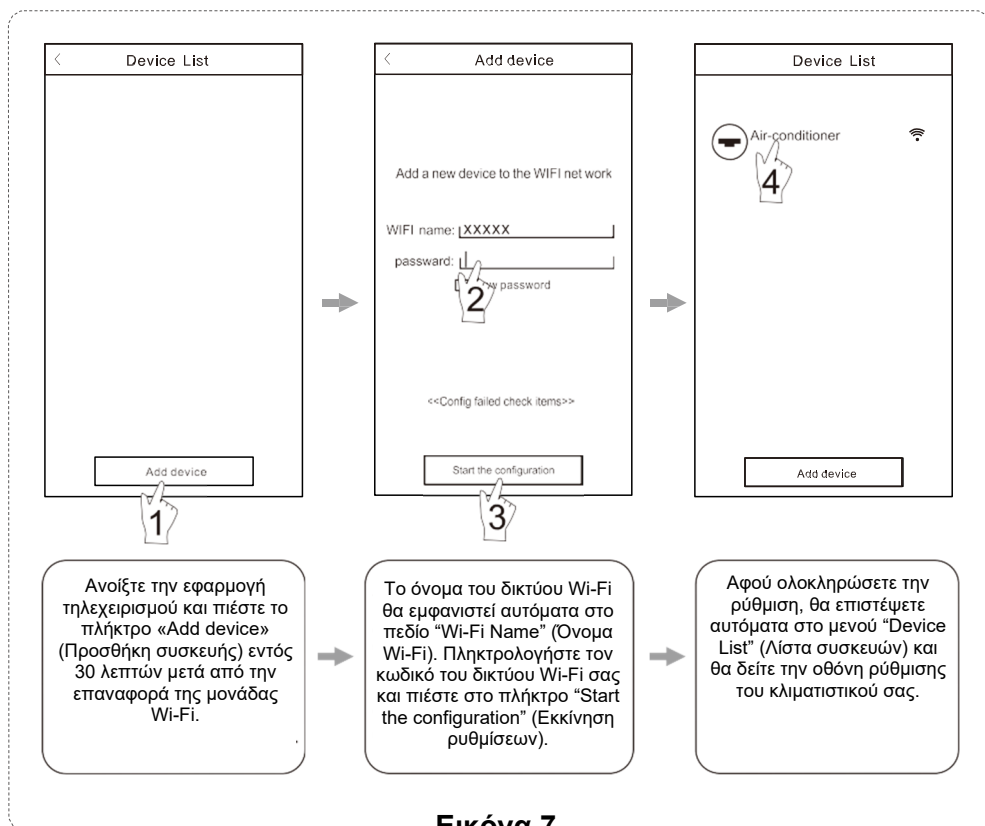 Device List
Add device
1
Add device
Add a new device to the WIFI net work
WIFI name: XXXXX
passward:
password
2
<<Config failed check items>>
Start the configuration
3
Device List
Air-conditioner
4
Add device
Ανοίξτε την εφαρμογή
τηλεχειρισμού και πιέστε το
πλήκτρο «Add device»
(Προσθήκη συσκευής) εντός
30 λεπτών μετά από την
επαναφορά της μονάδας
Wi-Fi.
Το όνομα του δικτύου Wi-Fi
θα εμφανιστεί αυτόματα στο
πεδίο “Wi-Fi Name” (Όνομα
Wi-Fi). Πληκτρολογήστε τον
κωδικό του δικτύου Wi-Fi σας
και πιέστε στο πλήκτρο “Start
the configuration” (Εκκίνηση
ρυθμίσεων).
Αφού ολοκληρώσετε την
ρύθμιση, θα επιστέψετε
αυτόματα στο μενού “Device
List” (Λίστα συσκευών) και
θα δείτε την οθόνη ρύθμισης
του κλιματιστικού σας.
Εικόνα 7